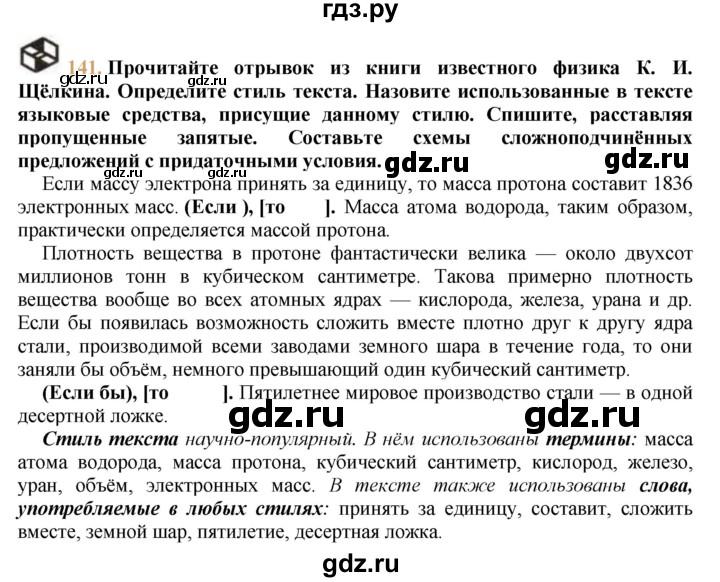 гдз.ру
141. Прочитайте отрывок из книги известного физика К. И.
Щёлкина. Определите стиль текста. Назовите использованные в тексте
языковые средства, присущие данному стилю. Спишите, расставляя
пропущенные запятые. Составьте схемы сложноподчинённых
предложений с придаточными условия.
gdz.ru gdz.ru
Если массу электрона принять за единицу, то масса протона составит 1836
электронных масс. (Если ), [то ]. Масса атома водорода, таким образом,
практически определяется массой протона.
Плотность вещества в протоне фантастически велика — около двухсот
миллионов тонн в кубическом сантиметре. Такова примерно плотность
вещества вообще во всех атомных ядрах — кислорода, железа, урана и др.
Если бы появилась возможность сложить вместе плотно друг к другу ядра
стали, производимой всеми заводами земного шара в течение года, то они
заняли бы объём, немного превышающий один кубический сантиметр.
(Если бы), [то ]. Пятилетнее мировое производство стали — в одной
десертной ложке.
gdz.ru gdz.ru
Стиль текста научно-популярный. В нём использованы термины: масса
атома водорода, масса протона, кубический сантиметр, кислород, железо,
уран, объём, электронных масс. В тексте также использованы слова,
употребляемые в любых стилях: принять за единицу, составит, сложить
вместе, земной шар, пятилетие, десертная ложка.
gdz.ru